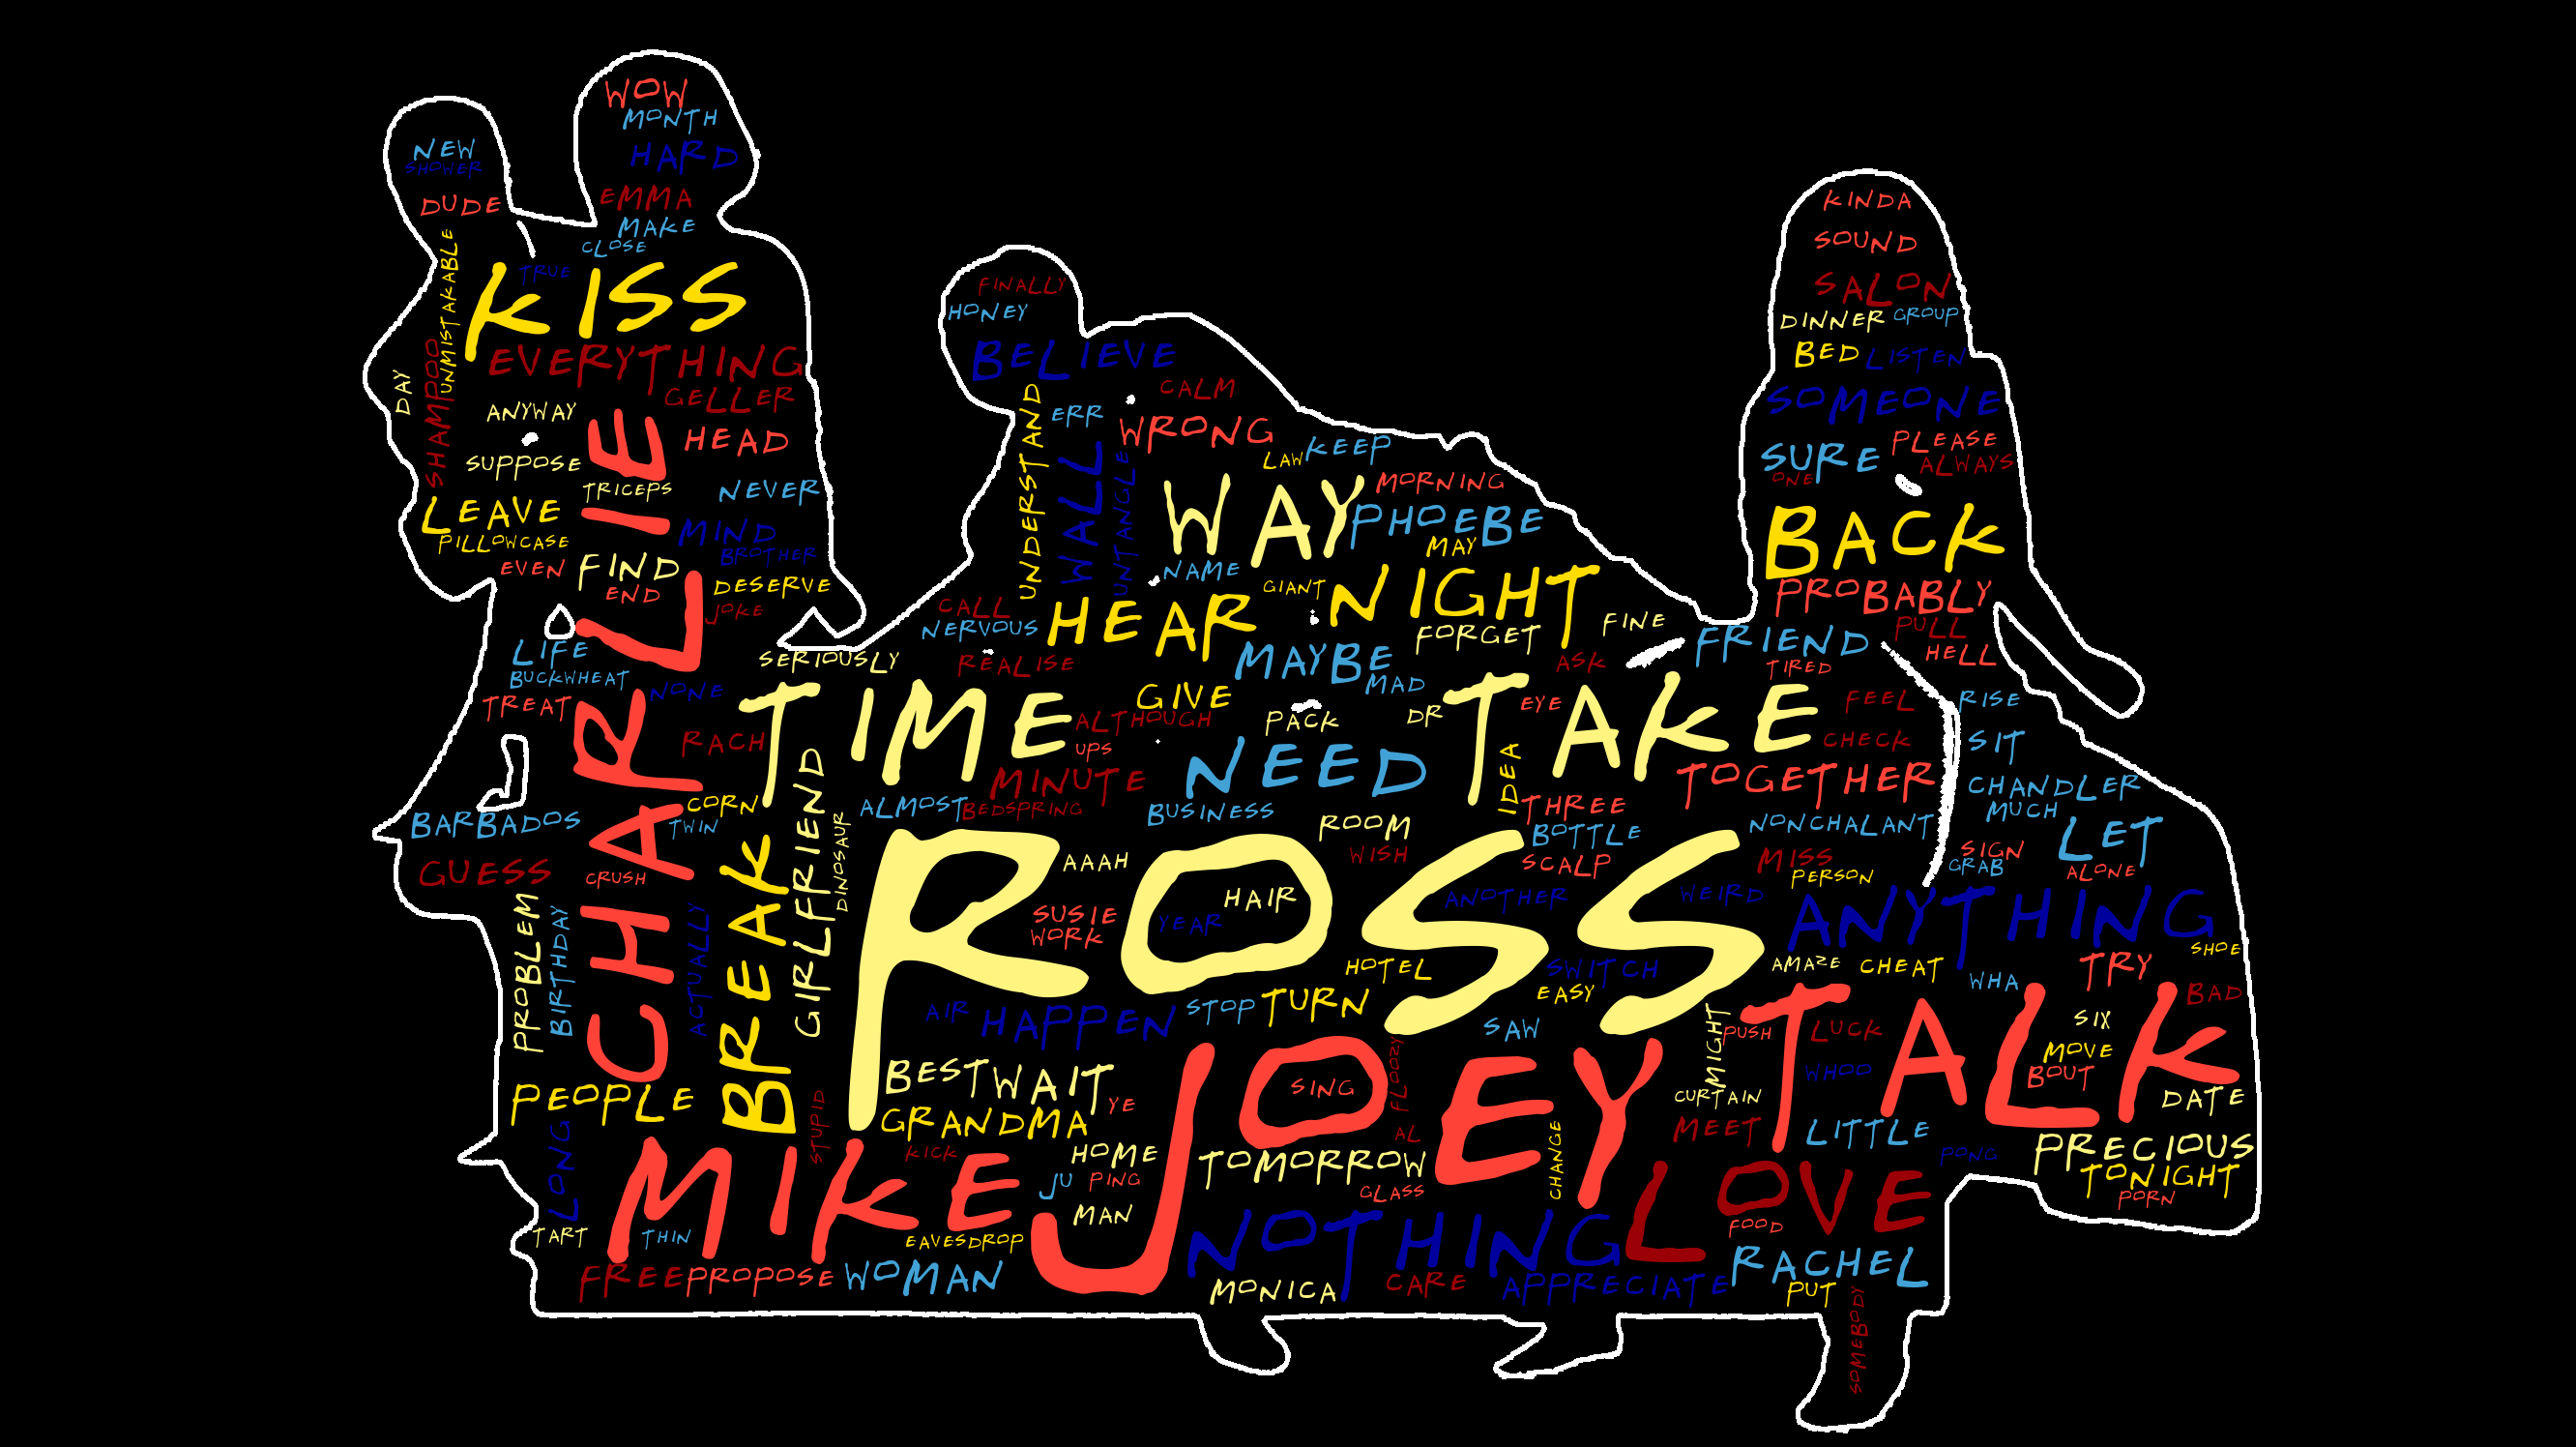 WOW
MONTH
NEW
HARD
SHOWER
EMMA
DUDE
MAKE
CLOSE
UNMISTAKABLE
TRUE
KISS
EVERYTHING
DAY
SHAMPOO
GELLER
ANYWAY
HEAD
SUPPOSE
TRICEPS
NEVER
LEAVE
PILLOWCASE
MIND
BROTHER
EVEN
FIND
END
DESERVE
JOKE
CHARLIE
LIFE
BUCKWHEAT
NONE
TREAT
RACH
BARBADOS
CORN
TWIN
GUESS
CRUSH
PROBLEM
BIRTHDAY
ACTUALLY
BREAK
GIRLFRIEND
DINOSAUR
PEOPLE
LONG
STUPID
TART
THIN
MIKE
KICK
EAVESDROP
FREE
PROPOSE
WOMAN
FINALLY
HONEY
BELIEVE
CALM
UNDERSTAND
ERR
WRONG
WALL
UNTANGLE
LAW
KEEP
MORNING
WAY
PHOEBE
MAY
NAME
GIANT
NIGHT
CALL
NERVOUS
HEAR
FORGET
FINE
SERIOUSLY
REALISE
MAYBE
MAD
ASK
TIME
GIVE
ALTHOUGH
UPS
PACK
DR
TAKE
EYE
IDEA
MINUTE
NEED
ALMOST
BEDSPRING
BUSINESS
ROOM
WISH
THREE
BOTTLE
SCALP
TOGETHER
KINDA
SOUND
SALON
DINNER
GROUP
BED
LISTEN
SOMEONE
SURE
PLEASE
ALWAYS
ONE
BACK
PROBABLY
PULL
HELL
FRIEND
TIRED
FEEL
CHECK
RISE
SIT
CHANDLER
MUCH
NONCHALANT
LET
SIGN
GRAB
ALONE
MISS
PERSON
ROSS
AAAH
HAIR
YEAR
SUSIE
WORK
ANOTHER
WEIRD
HOTEL
SWITCH
EASY
ANYTHING
SHOE
AMAZE
CHEAT
WHA
TRY
BAD
AIR
HAPPEN
STOP
TURN
SAW
MIGHT
PUSH
LUCK
WHOO
TALK
SIX
MOVE
BOUT
DATE
BEST
WAIT
YE
GRANDMA
JOEY
SING
FLOOZY
AL
CURTAIN
MEET
LITTLE
PONG
PRECIOUS
TONIGHT
PORN
HOME
JU
PING
MAN
TOMORROW
GLASS
CHANGE
LOVE
FOOD
NOTHING
MONICA
CARE
APPRECIATE
RACHEL
PUT
SOMEBODY